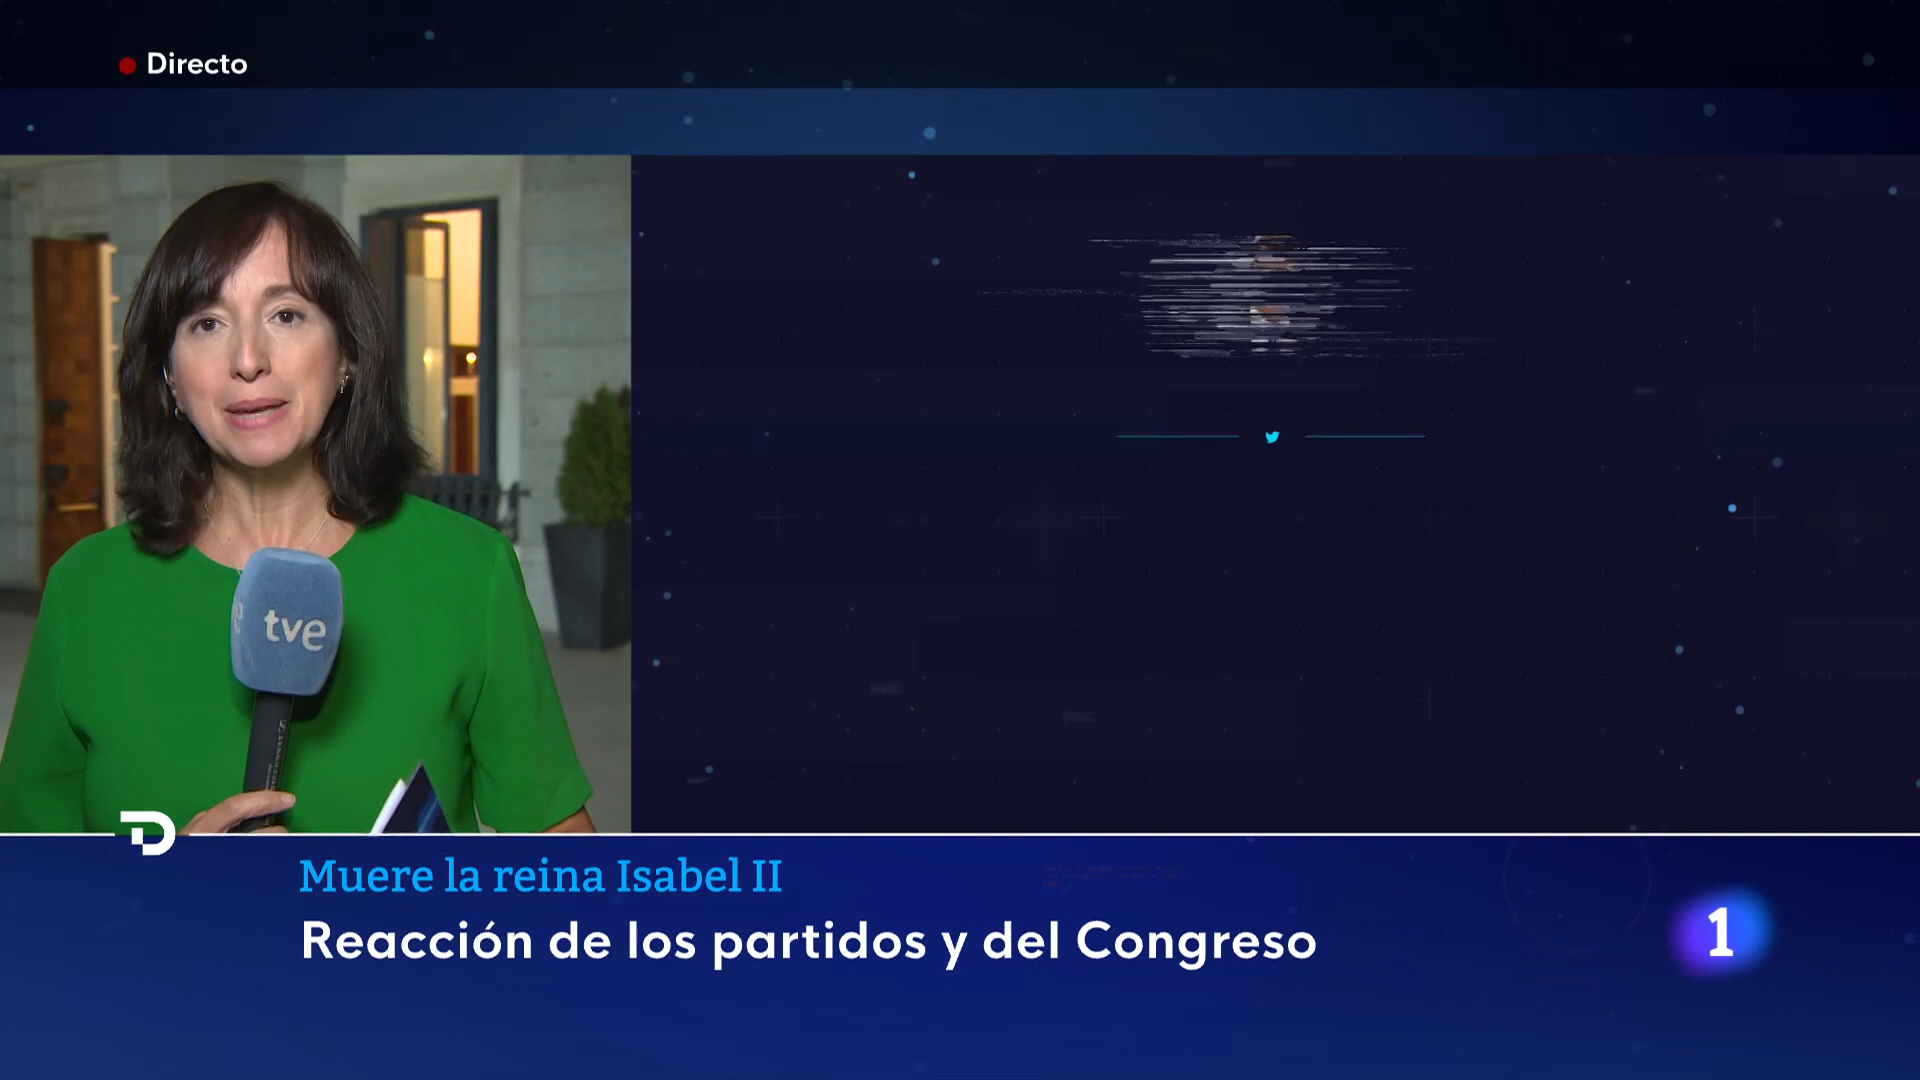 Directo
tve
Muere la reina Isabel II
Reacción de los partidos y del Congreso
1